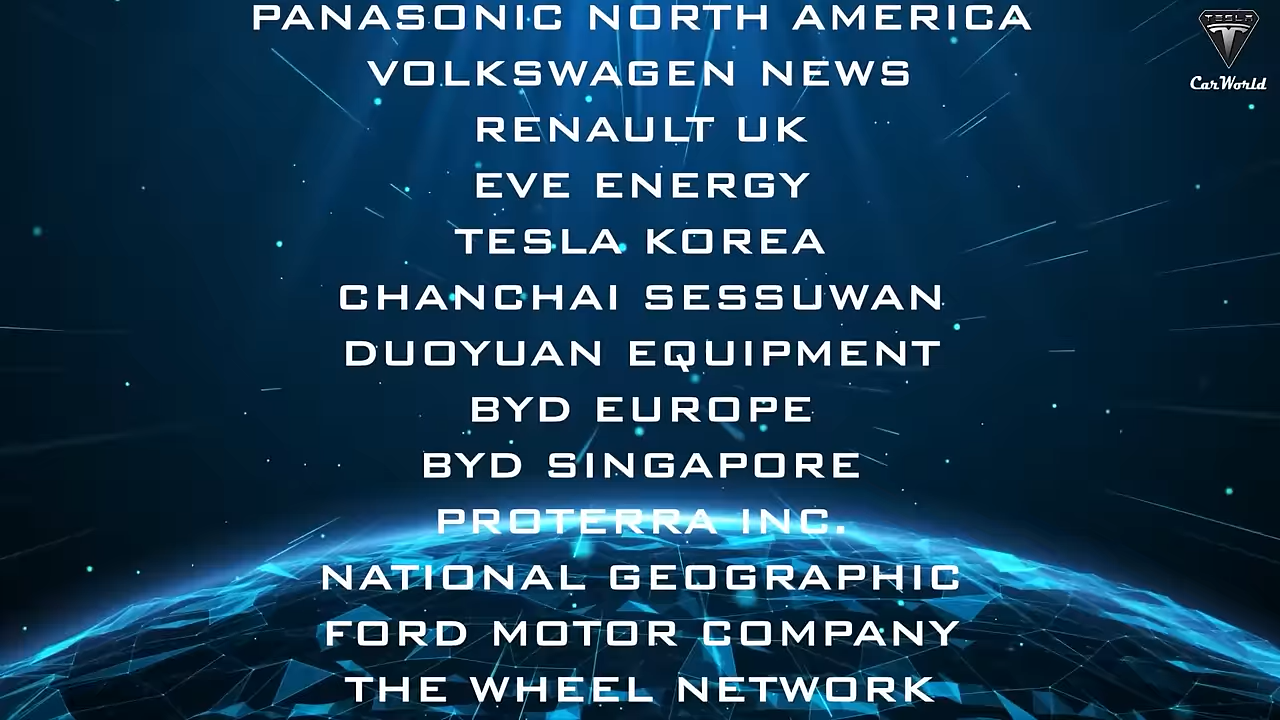 PANASONIC NORTH AMERICA
TESLA
CarWorld
VOLKSWAGEN NEWS
RENAULT UK
EVE ENERGY
TESLA KOREA
CHANCHAI SESSUWAN
DUOYUAN EQUIPMENT
BYD EUROPE
BYD SINGAPORE
PROTERRA INC.
NATIONAL GEOGRAPHIC
FORD MOTOR COMPANY
THE WHEEL NETWORK